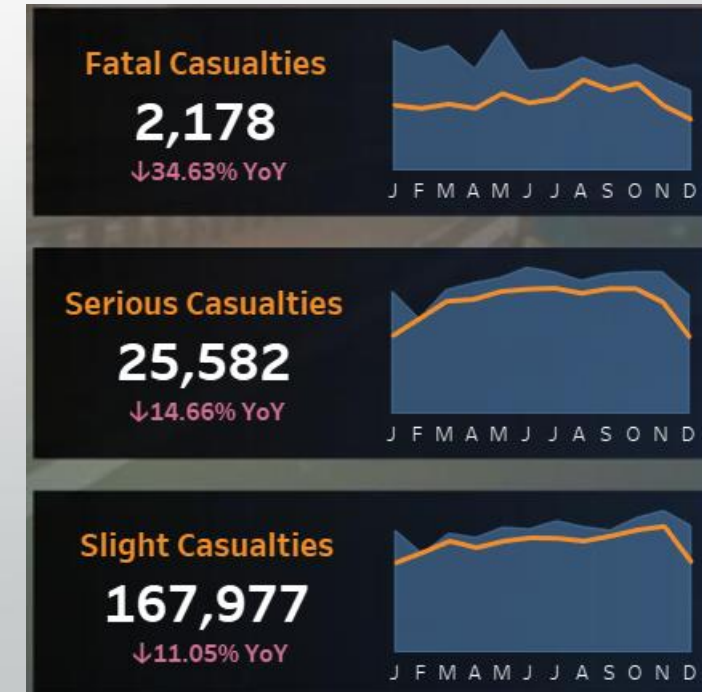 Fatal Casualties
2,178
↓34.63% YoY
J F M A M J J A S O N D
Serious Casualties
25,582
↓14.66% YoY
J F M A M J J A S O N D
Slight Casualties
167,977
↓11.05% YoY
J F M A M J J A S O N D